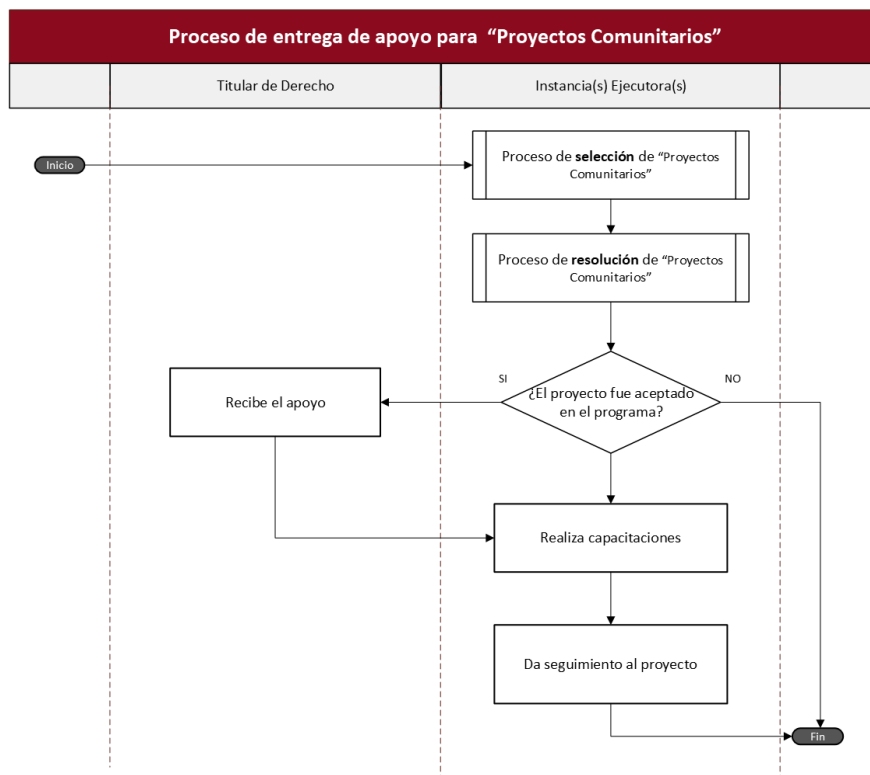 Proceso de entrega de apoyo para “Proyectos Comunitarios”
Titular de Derecho
Instancia(s) Ejecutora(s)
Inicio
Proceso de selección de “Proyectos
Comunitarios”
Proceso de resolución de “Proyectos
Comunitarios”
SI
¿El proyecto fue aceptado
en el programa?
NO
Recibe el apoyo
Realiza capacitaciones
Da seguimiento al proyecto
Fin